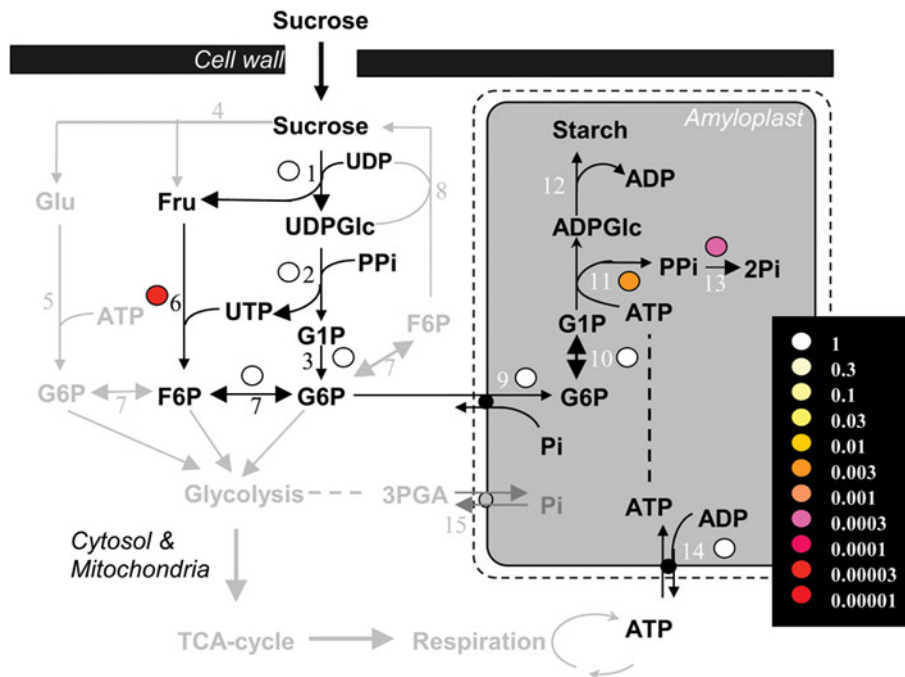 Sucrose
Cell wall
4
Sucrose
Amyloplast
Starch
1
UDP
8
12
ADP
Glu
Fru
UDPGlc
ADPGlc
2
PPi
11
PPi
13
2Pi
5
ATP
6
UTP
G1P
F6P
G1P
ATP
3
7
10
G6P
7
F6P
7
G6P
9
G6P
Pi
1
0.3
0.1
0.03
0.01
0.003
0.001
0.0003
0.0001
0.00003
0.00001
Glycolysis
3PGA
15
Pi
ATP
ADP
14
Cytosol &
Mitochondria
TCA-cycle
Respiration
ATP